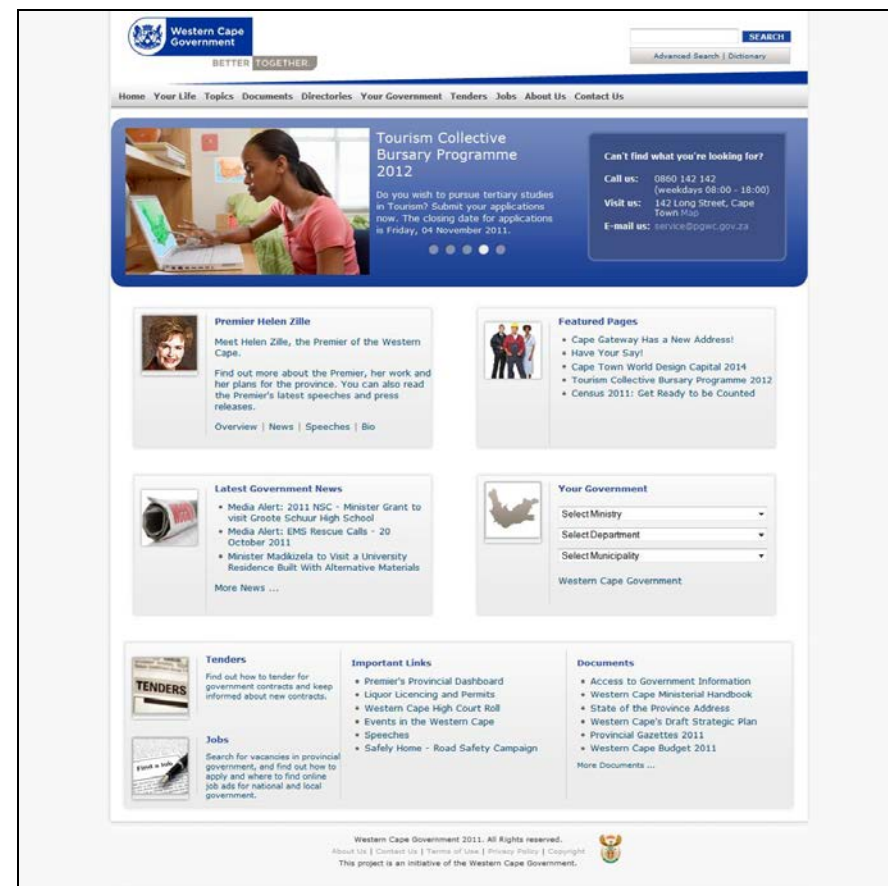 Western Cape
Government
BETTER TOGETHER.
SEARCH
Advanced Search | Dictionary
Home Your Life Topics Documents Directories Your Government Tenders Jobs About Us Contact Us
Tourism Collective
Bursary Programme
2012
Do you wish to pursue tertiary studies
in Tourism? Submit your applications
now. The closing date for applications
is Friday, 04 November 2011.
Can't find what you're looking for?
Call us: 0860 142 142
(weekdays 08:00 - 18:00)
Visit us: 142 Long Street, Cape
Town Map
E-mail us: service@pgwc.gov.za
Premier Helen Zille
Meet Helen Zille, the Premier of the Western
Cape.
Find out more about the Premier, her work and
her plans for the province. You can also read
the Premier's latest speeches and press
releases.
Overview | News | Speeches | Bio
Featured Pages
• Cape Gateway Has a New Address!
• Have Your Say!
• Cape Town World Design Capital 2014
• Tourism Collective Bursary Programme 2012
• Census 2011: Get Ready to be Counted
Latest Government News
• Media Alert: 2011 NSC - Minister Grant to
visit Groote Schuur High
School
• Media Alert: EMS Rescue Calls - 20
October 2011
• Minister Madikizela to Visit a University
Residence Built With Alternative Materials
More News ...
Your Government
Select Ministry
Select Department
Select Municipality
Western Cape Government
TENDERS
Tenders
Find out how to tender for
government contracts and keep
informed about new contracts.
Find a job
Jobs
Search for vacancies in provincial
government, and find out how to
apply and where to find online
job ads for national and local
government.
Important Links
• Premier's Provincial Dashboard
• Liquor Licencing and Permits
• Western Cape High Court Roll
• Events in the Western Cape
• Speeches
• Safely Home - Road Safety Campaign
Documents
• Access to Government Information
• Western Cape Ministerial Handbook
• State of the Province Address
• Western Cape's Draft Strategic Plan
• Provincial Gazettes 2011
• Western Cape Budget 2011
More Documents ...
Western Cape Government 2011. All Rights reserved.
About Us | Contact Us | Terms of Use | Privacy Policy | Copyright
This project is an initiative of the Western Cape Government.